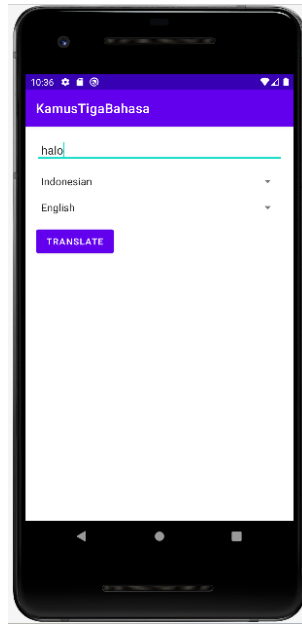 10:36
KamusTigaBahasa
halo
Indonesian
English
TRANSLATE